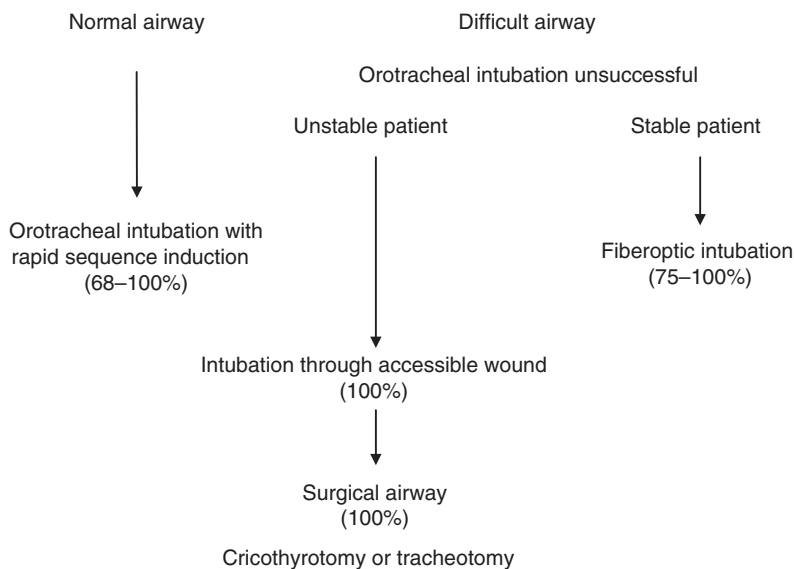 Normal airway
Difficult airway
Orotracheal intubation unsuccessful
Unstable patient
Stable patient
Orotracheal intubation with
rapid sequence induction
(68–100%)
Fiberoptic intubation
(75–100%)
Intubation through accessible wound
(100%)
Surgical airway
(100%)
Cricothyrotomy or tracheotomy